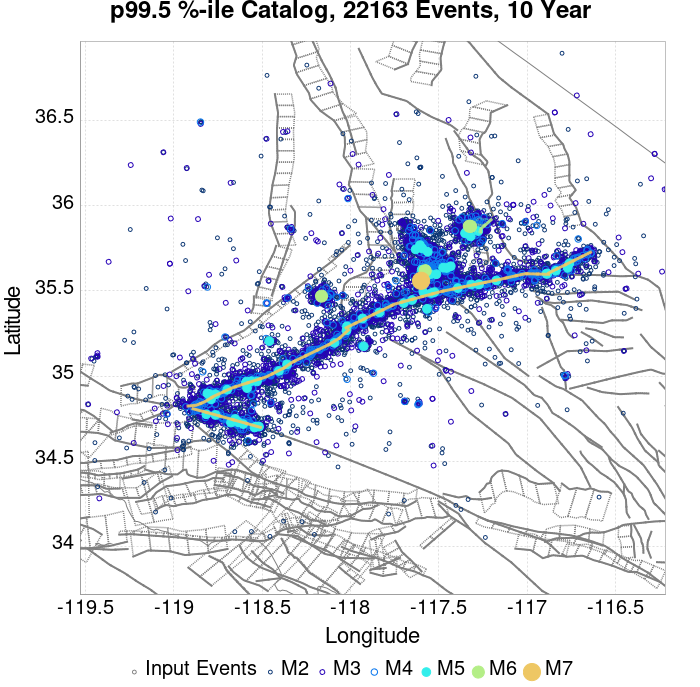 p99.5 %-ile Catalog, 22163 Events, 10 Year
36.5
36
35.5
35
34.5
34
Latitude
-119.5 -119 -118.5 -118 -117.5 -117 -116.5
Longitude
Input Events M2 M3 M4 M5 M6 M7